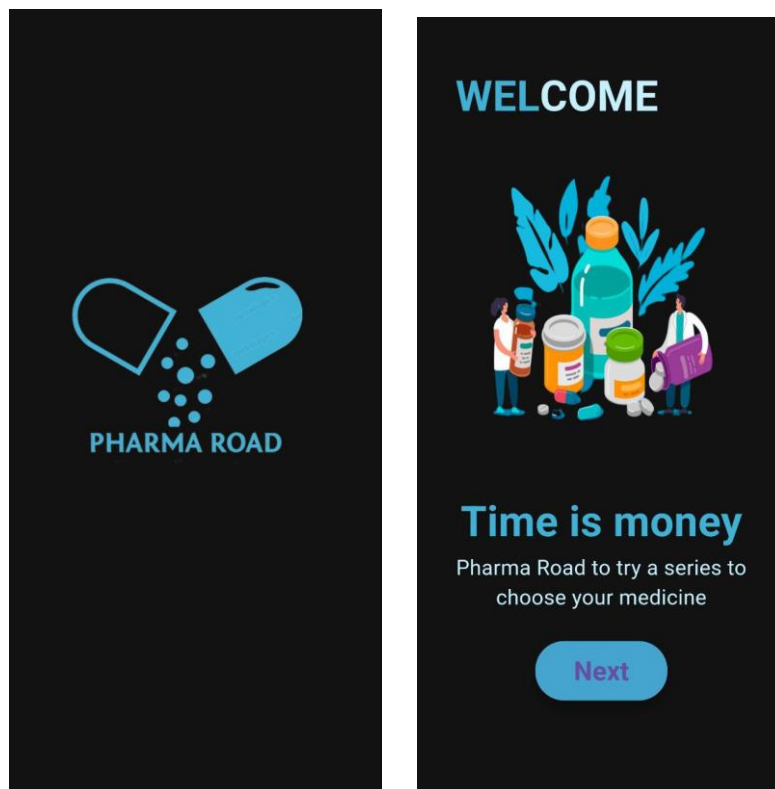 PHARMA ROAD
WELCOME
Time is money
Pharma Road to try a series to
choose your medicine
Next